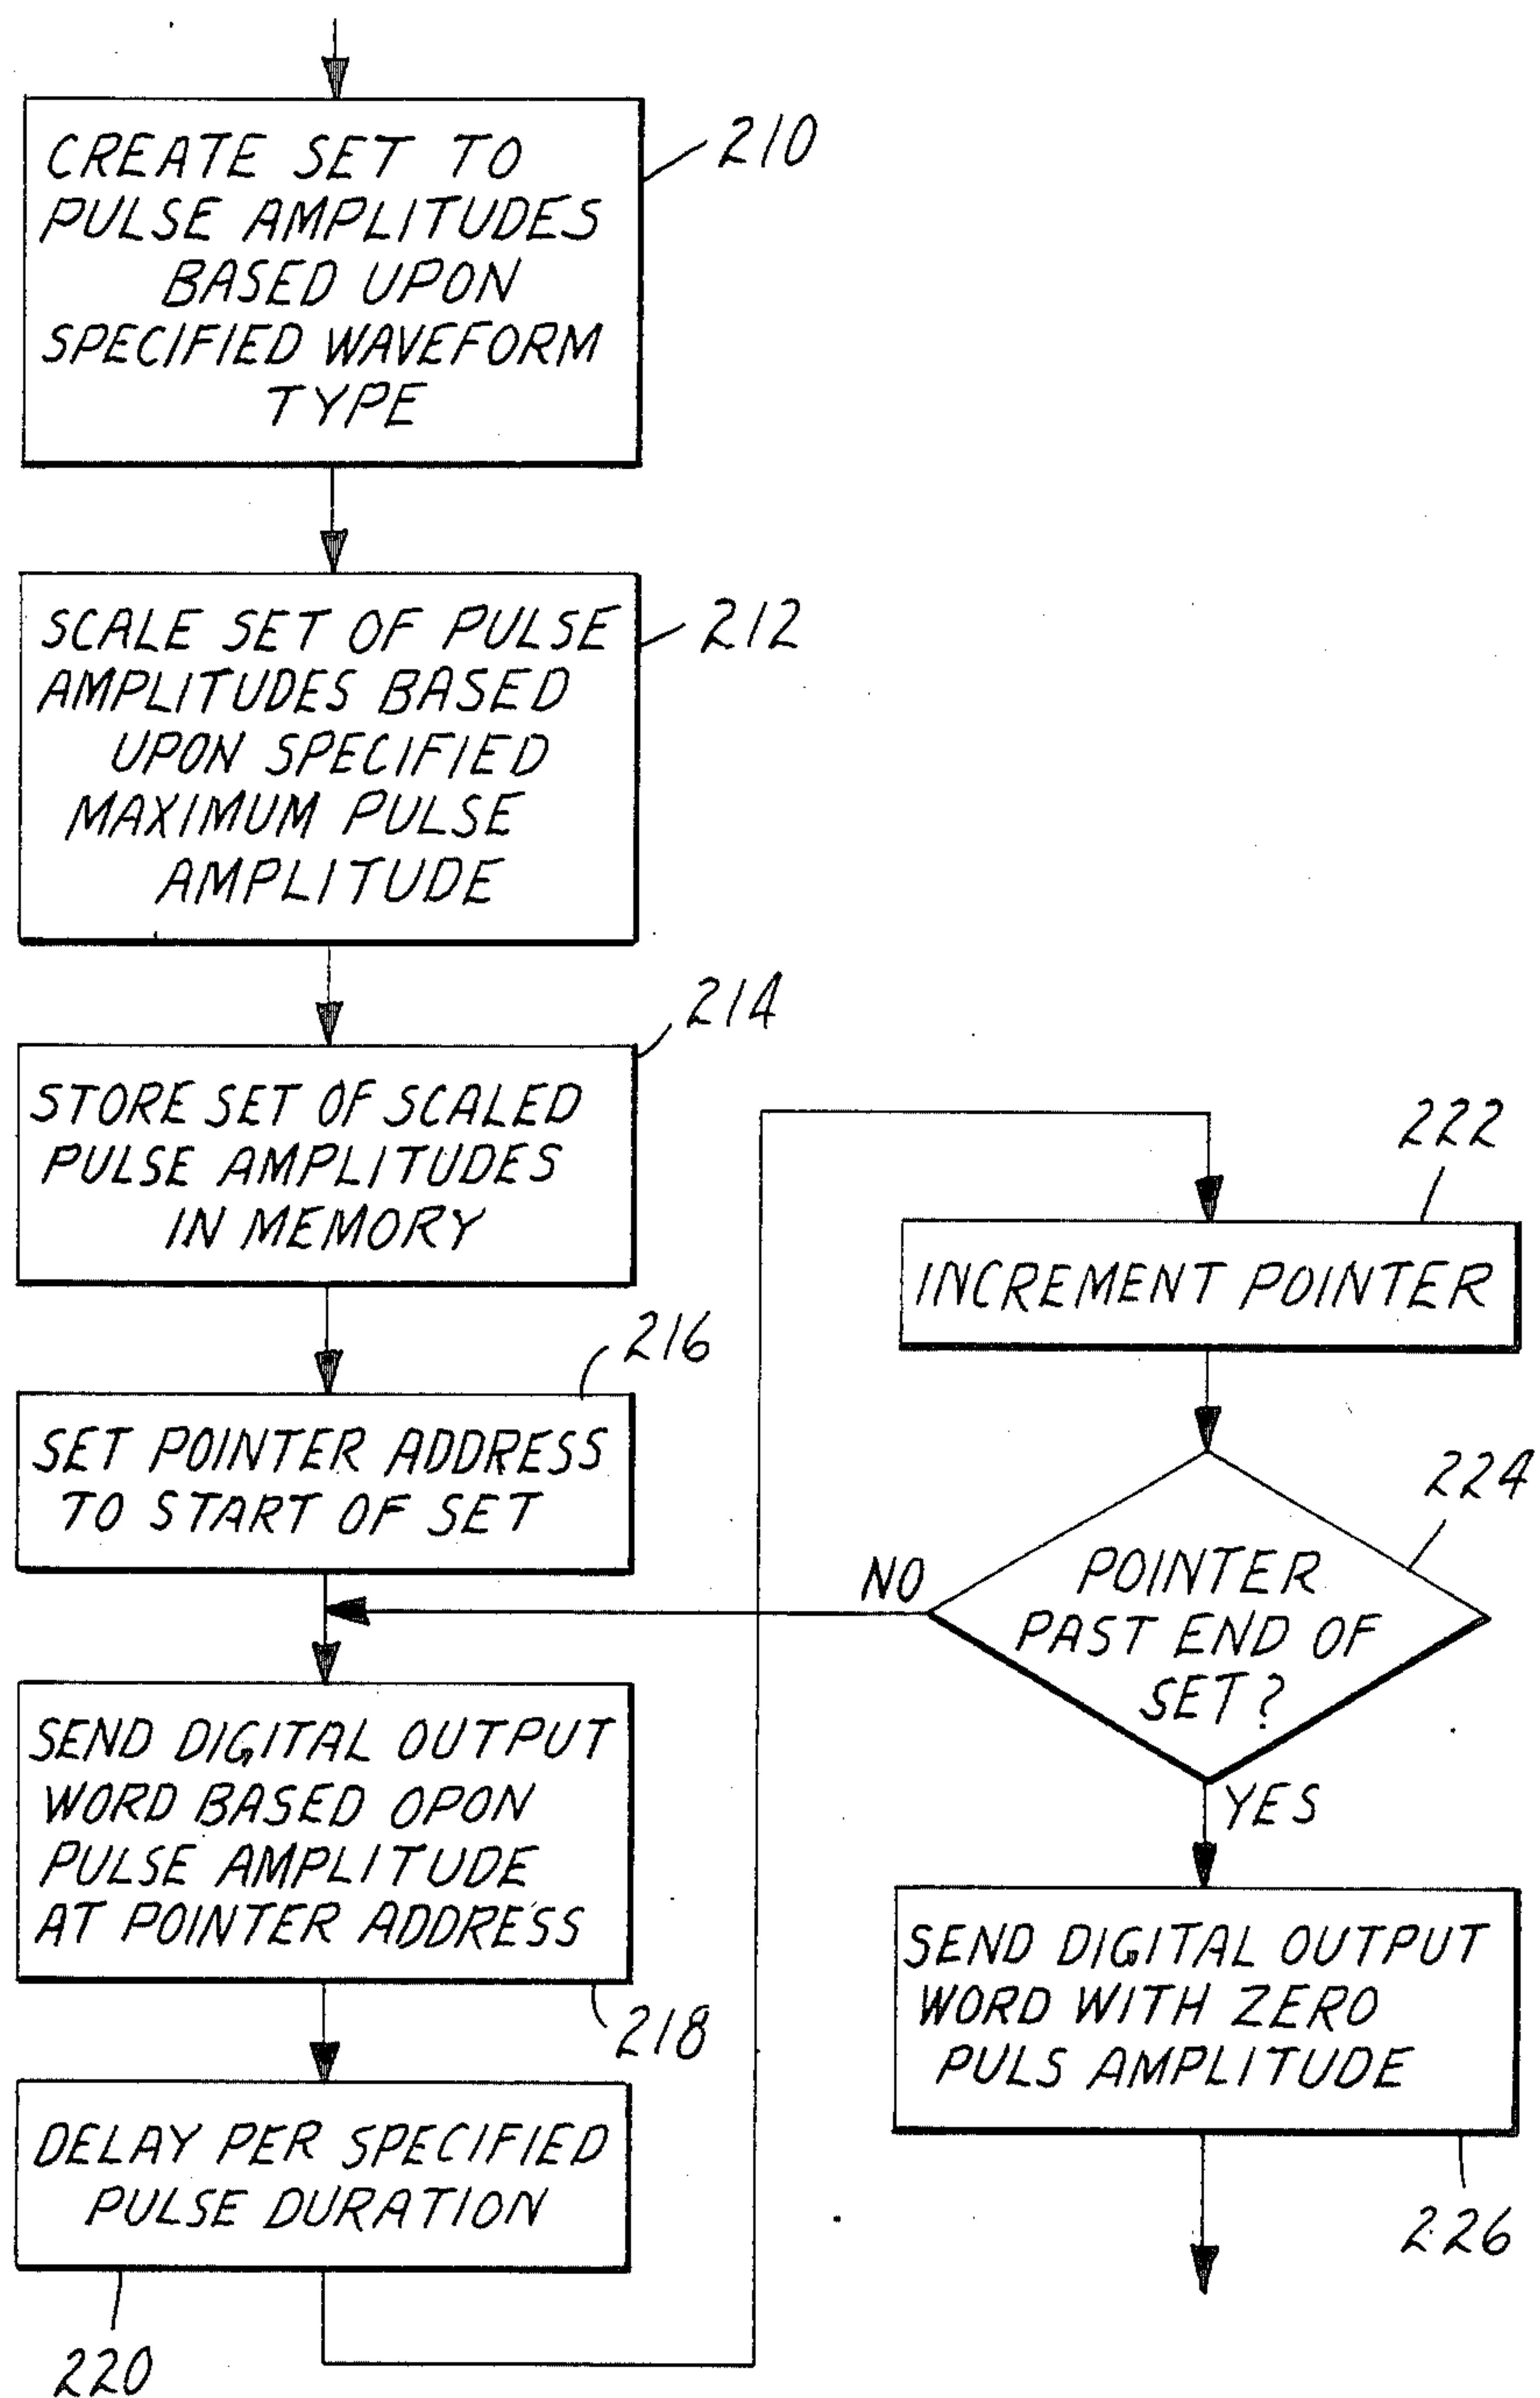 CREATE SET TO
PULSE AMPLITUDES
BASED UPON
SPECIFIED WAVEFORM
TYPE
210
SCALE SET OF PULSE
AMPLITUDES BASED
UPON SPECIFIED
MAXIMUM PULSE
AMPLITUDE
212
STORE SET OF SCALED
PULSE AMPLITUDES
IN MEMORY
214
SET POINTER ADDRESS
TO START OF SET
216
SEND DIGITAL OUTPUT
WORD BASED OPON
PULSE AMPLITUDE
AT POINTER ADDRESS
218
DELAY PER SPECIFIED
PULSE DURATION
220
222
INCREMENT POINTER
224
POINTER
PAST END OF
SET?
NO
YES
SEND DIGITAL OUTPUT
WORD WITH ZERO
PULS AMPLITUDE
226